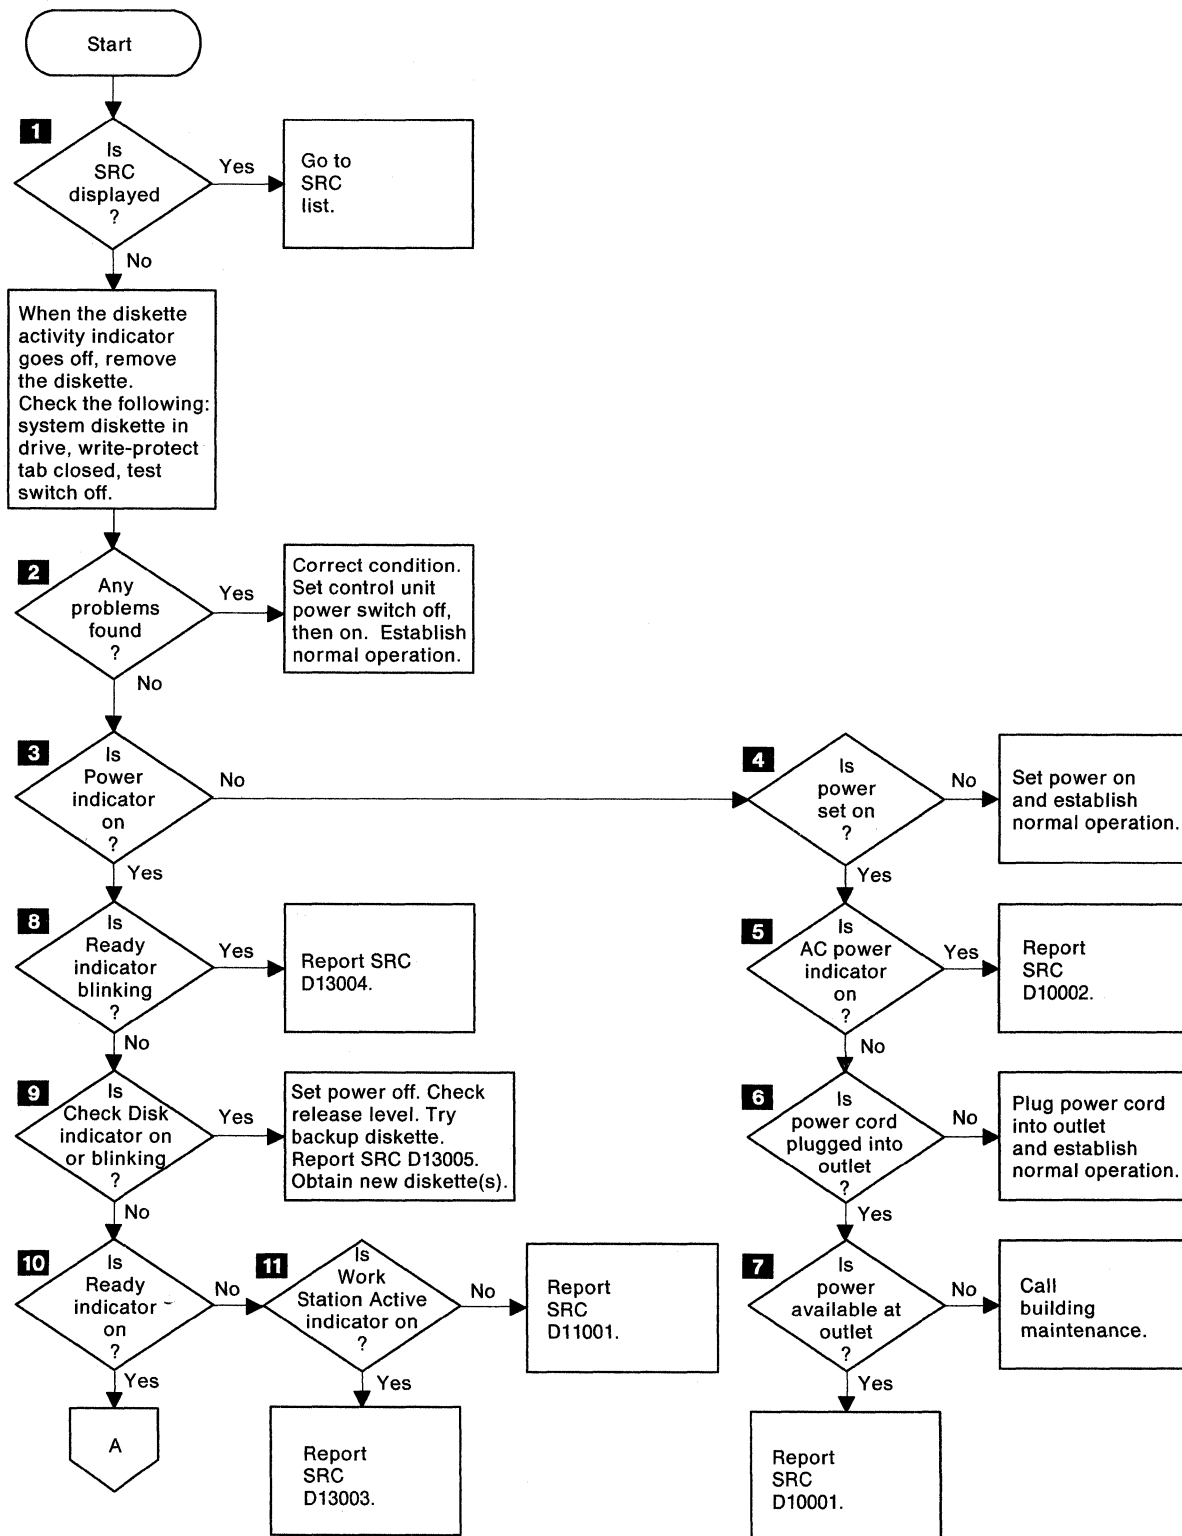 Start
1
Is
SRC
displayed
?
Yes
Go to
SRC
list.
No
When the diskette
activity indicator
goes off, remove
the diskette.
Check the following:
system diskette in
drive, write-protect
tab closed, test
switch off.
2
Any
problems
found
?
Yes
Correct condition.
Set control unit
power switch off,
then on. Establish
normal operation.
No
3
Is
Power
indicator
on
?
No
4
Is
power
set on
?
No
Set power on
and establish
normal operation.
Yes
Yes
8
Is
Ready
indicator
blinking
?
Yes
Report SRC
D13004.
5
Is
AC power
indicator
on
?
Yes
Report
SRC
D10002.
No
No
9
Is
Check Disk
indicator on
or blinking
?
Yes
Set power off. Check
release level. Try
backup diskette.
Report SRC D13005.
Obtain new diskette(s).
6
Is
power cord
plugged into
outlet
?
No
Plug power cord
into outlet
and establish
normal operation.
No
Yes
10
Is
Ready
indicator
on
?
No
11
Is
Work
Station Active
indicator on
?
No
Report
SRC
D11001.
7
Is
power
available at
outlet
?
No
Call
building
maintenance.
Yes
Yes
Yes
A
Report
SRC
D13003.
Report
SRC
D10001.